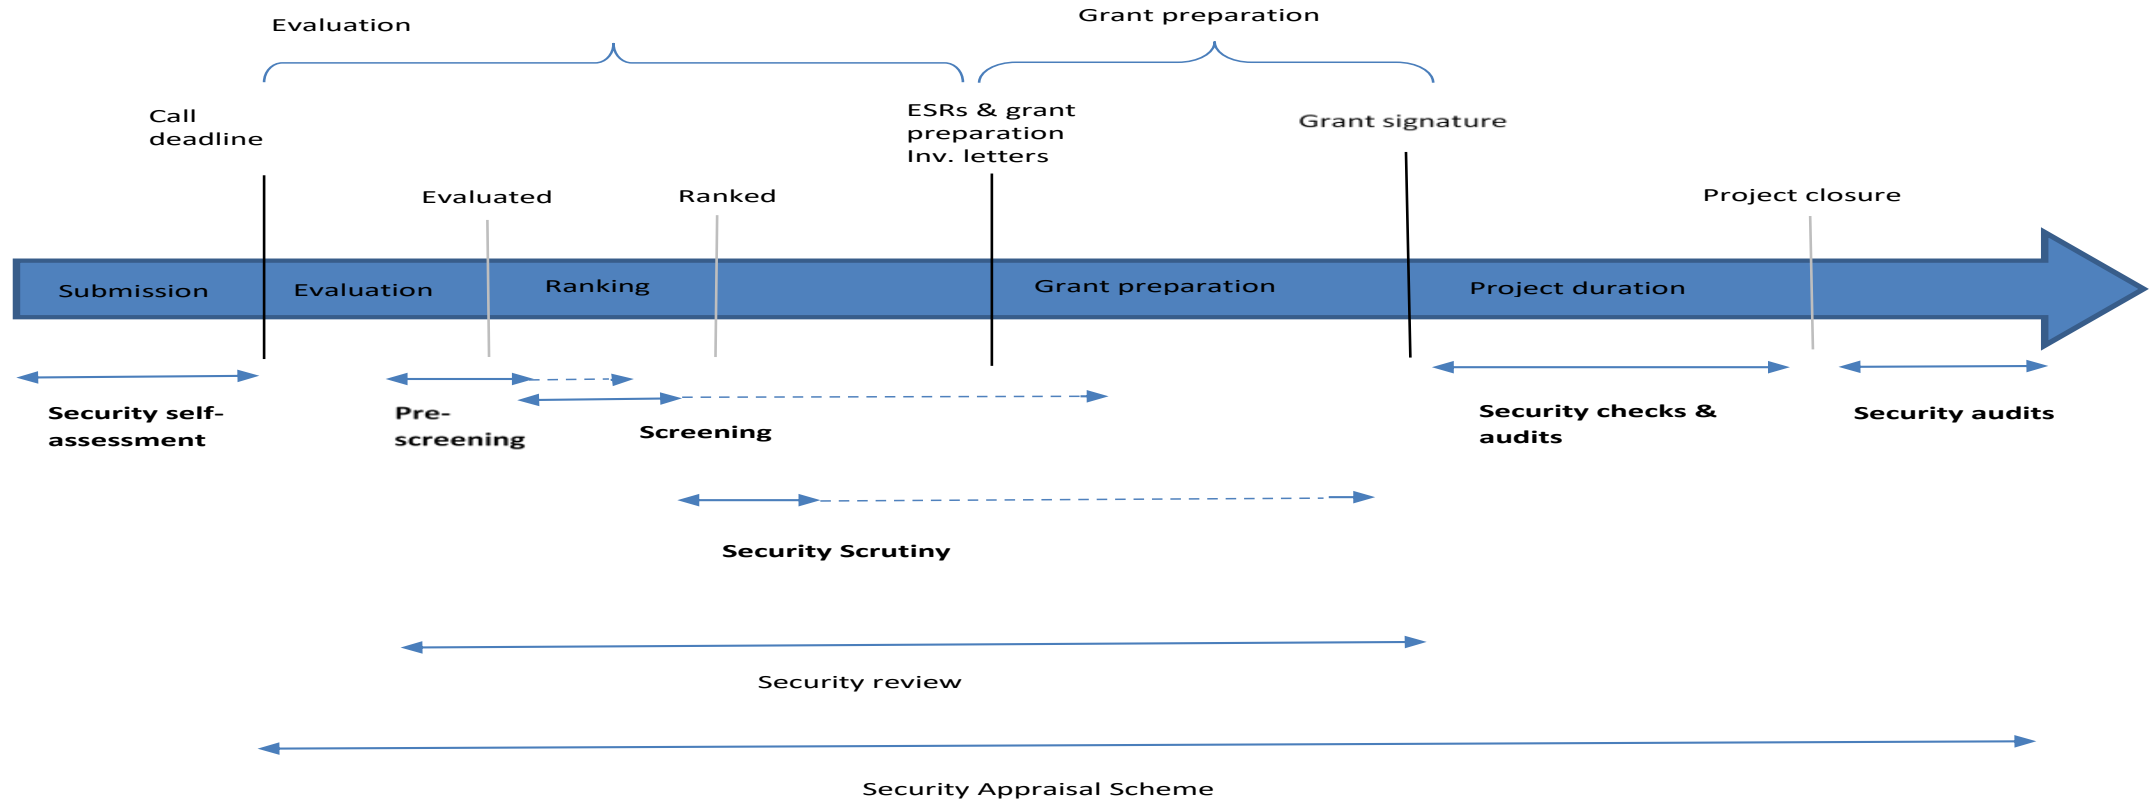 Evaluation
Grant preparation
Call
deadline
ESRs & grant
preparation
Inv. letters
Grant signature
Evaluated
Ranked
Project closure
Submission
Evaluation
Ranking
Grant preparation
Project duration
Security self-
assessment
Pre-
screening
Screening
Security checks &
audits
Security audits
Security Scrutiny
Security review
Security Appraisal Scheme